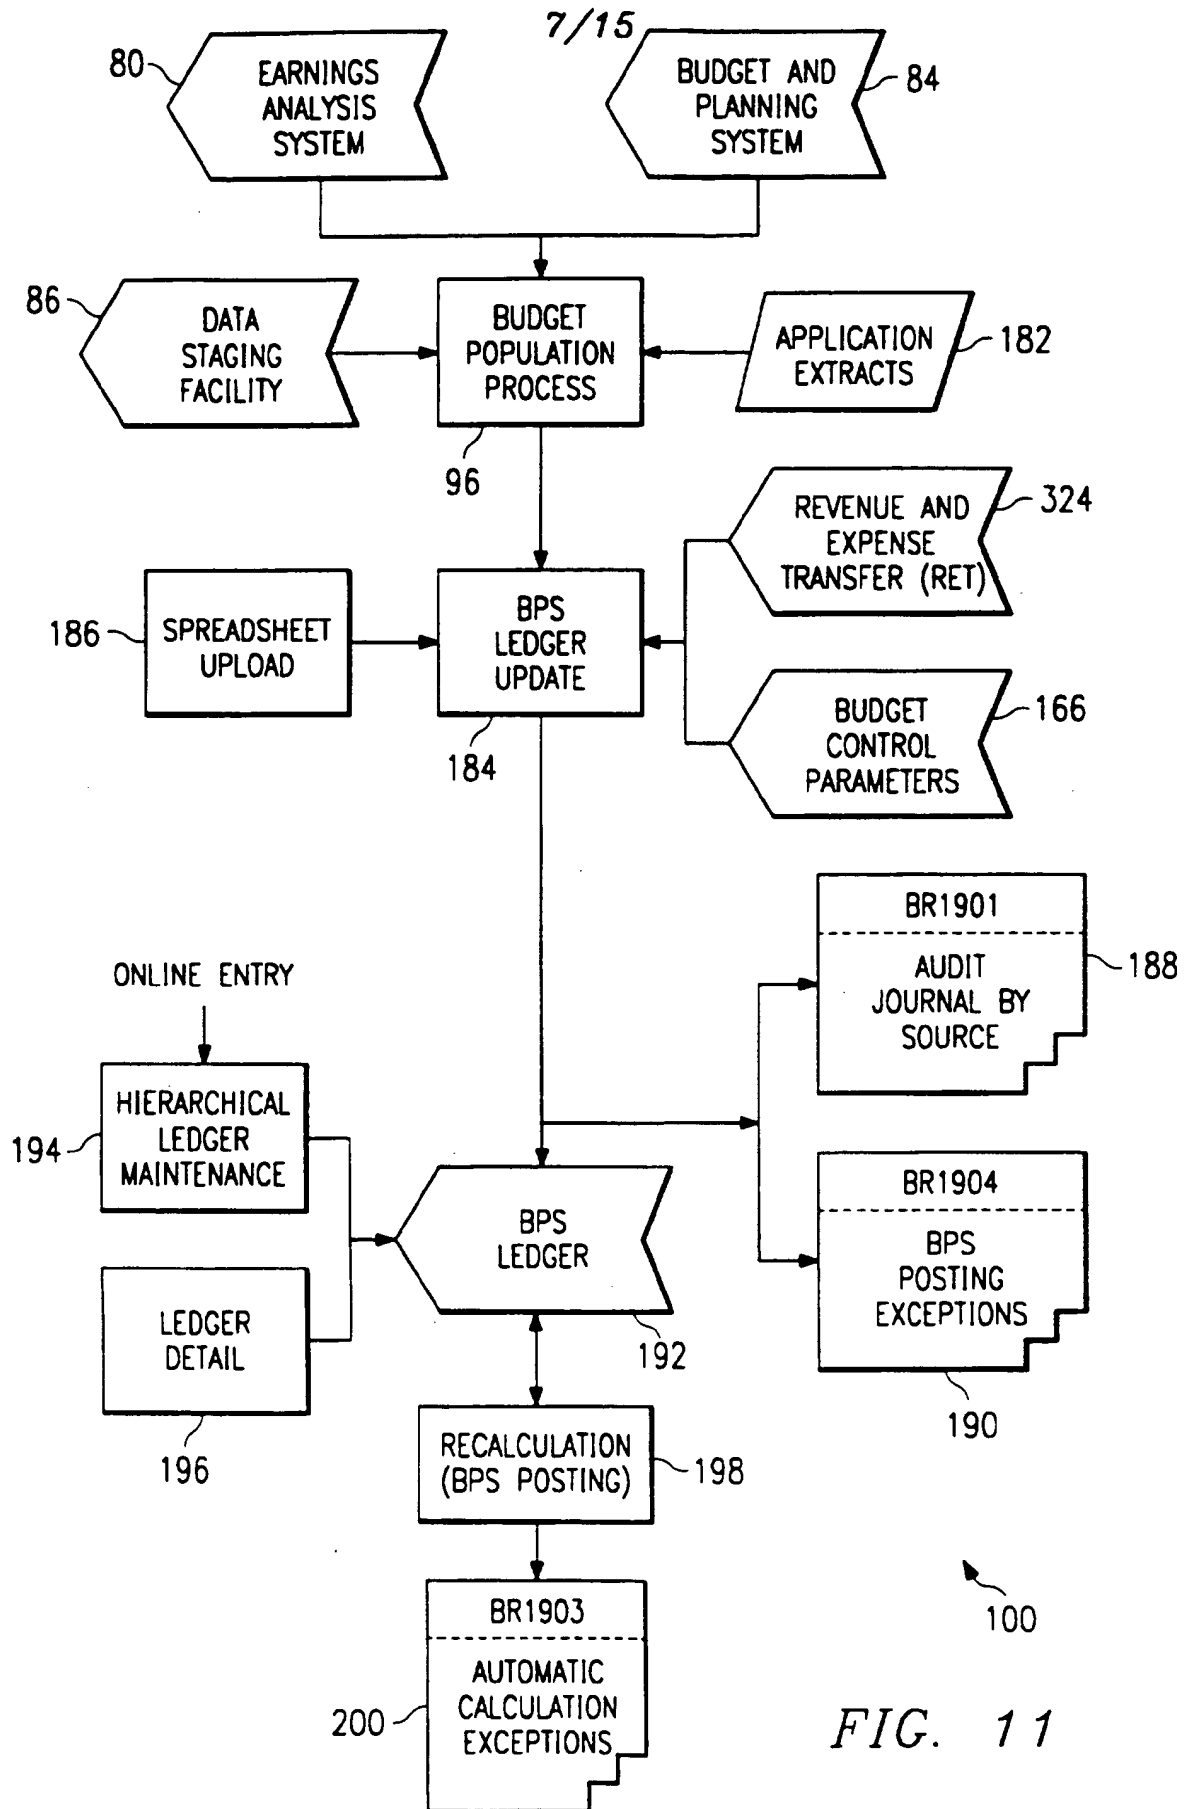 7/15
80
EARNINGS
ANALYSIS
SYSTEM
BUDGET AND
PLANNING
SYSTEM
84
86
DATA
STAGING
FACILITY
BUDGET
POPULATION
PROCESS
96
APPLICATION
EXTRACTS
182
REVENUE AND
EXPENSE
TRANSFER (RET)
324
186
SPREADSHEET
UPLOAD
BPS
LEDGER
UPDATE
184
BUDGET
CONTROL
PARAMETERS
166
BR1901
AUDIT
JOURNAL BY
SOURCE
188
ONLINE ENTRY
194
HIERARCHICAL
LEDGER
MAINTENANCE
BR1904
BPS
POSTING
EXCEPTIONS
190
BPS
LEDGER
192
LEDGER
DETAIL
196
RECALCULATION
(BPS POSTING)
198
BR1903
AUTOMATIC
CALCULATION
EXCEPTIONS
200
100
FIG. 11